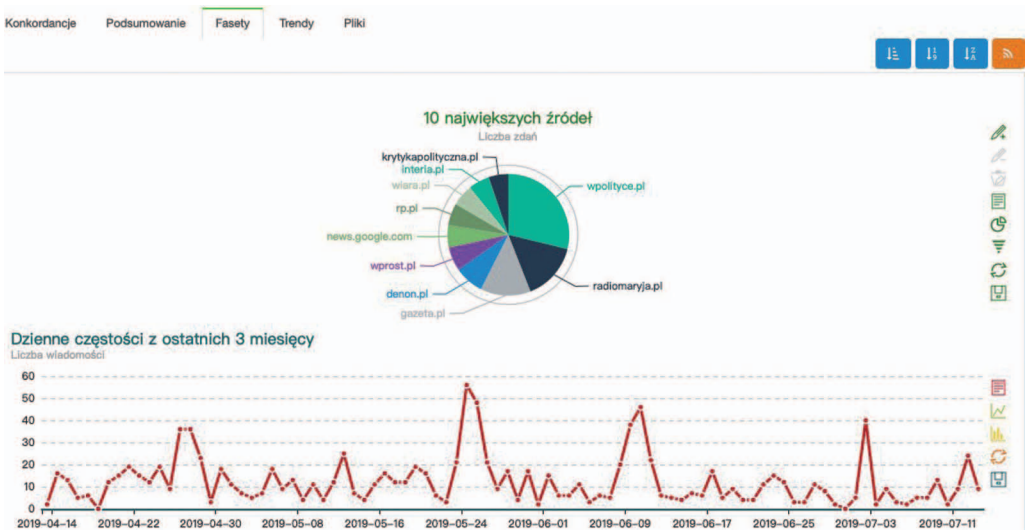 Konkordancje Podsumowanie Fasety Trendy Pliki
10 największych źródeł
Liczba zdań
krytykapolityczna.pl
interia.pl
wiara.pl
wpolityce.pl
rp.pl
news.google.com
wprost.pl
radiomaryja.pl
denon.pl
gazeta.pl
Dzienne częstości z ostatnich 3 miesięcy
Liczba wiadomości
60
50
40
30
20
10
0
2019-04-14 2019-04-22 2019-04-30 2019-05-08 2019-05-16 2019-05-24 2019-06-01 2019-06-09 2019-06-17 2019-06-25 2019-07-03 2019-07-11